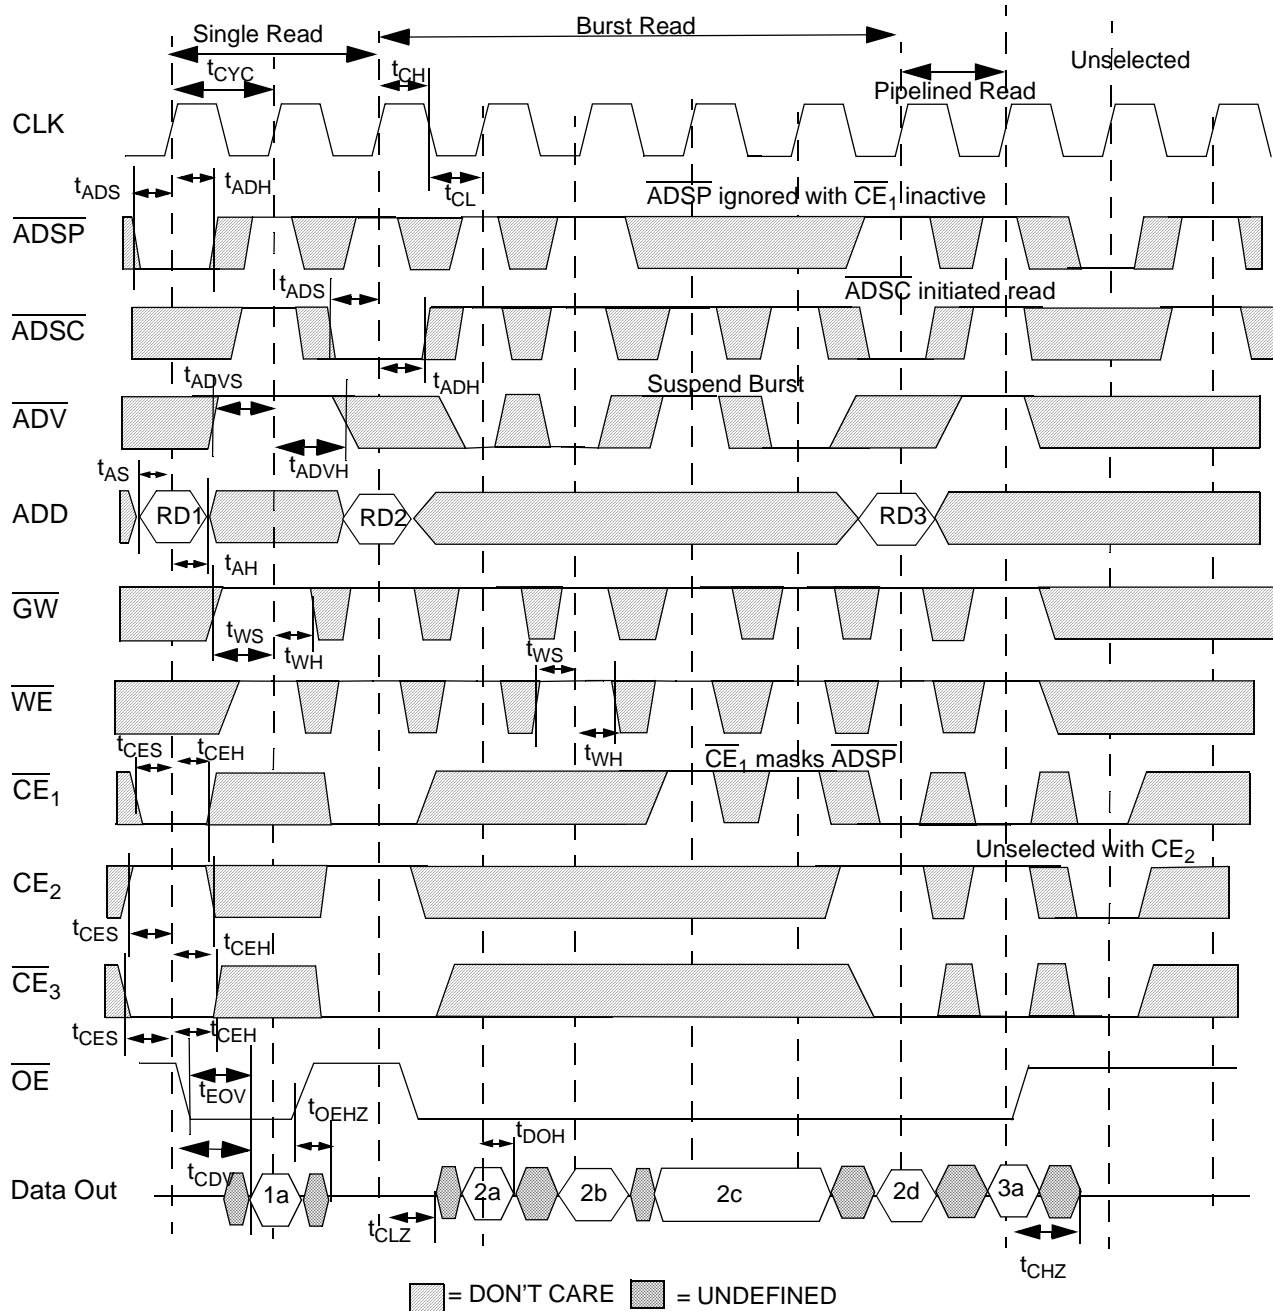 Single Read
Burst Read
Unselected
tCYC
tCH
Pipelined Read
CLK
tADS
tADH
tCL
ADSP ignored with CE1 inactive
ADSP
tADS
ADSC initiated read
ADSC
tADVS
tADH
Suspend Burst
ADV
tAS
tADVH
ADD
RD1
RD2
RD3
tAH
GW
tWS
tWH
tWS
WE
tCES
tCEH
tWH
CE1 masks ADSP
CE1
Unselected with CE2
CE2
tCES
tCEH
CE3
tCES
tCEH
OE
tEOV
tOEHZ
tDOH
tCDV
Data Out
1a
2a
2b
2c
2d
3a
tCLZ
tCHZ
= DON'T CARE
= UNDEFINED